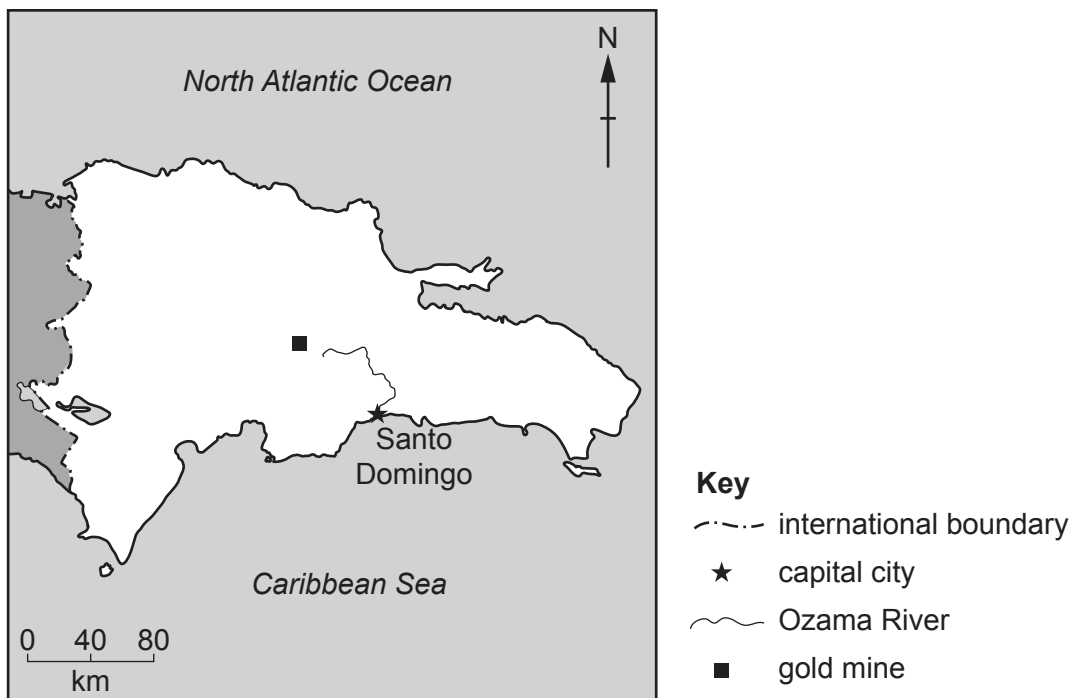 North Atlantic Ocean
N
Santo
Domingo
Caribbean Sea
0 40 80
km
Key
international boundary
capital city
Ozama River
gold mine